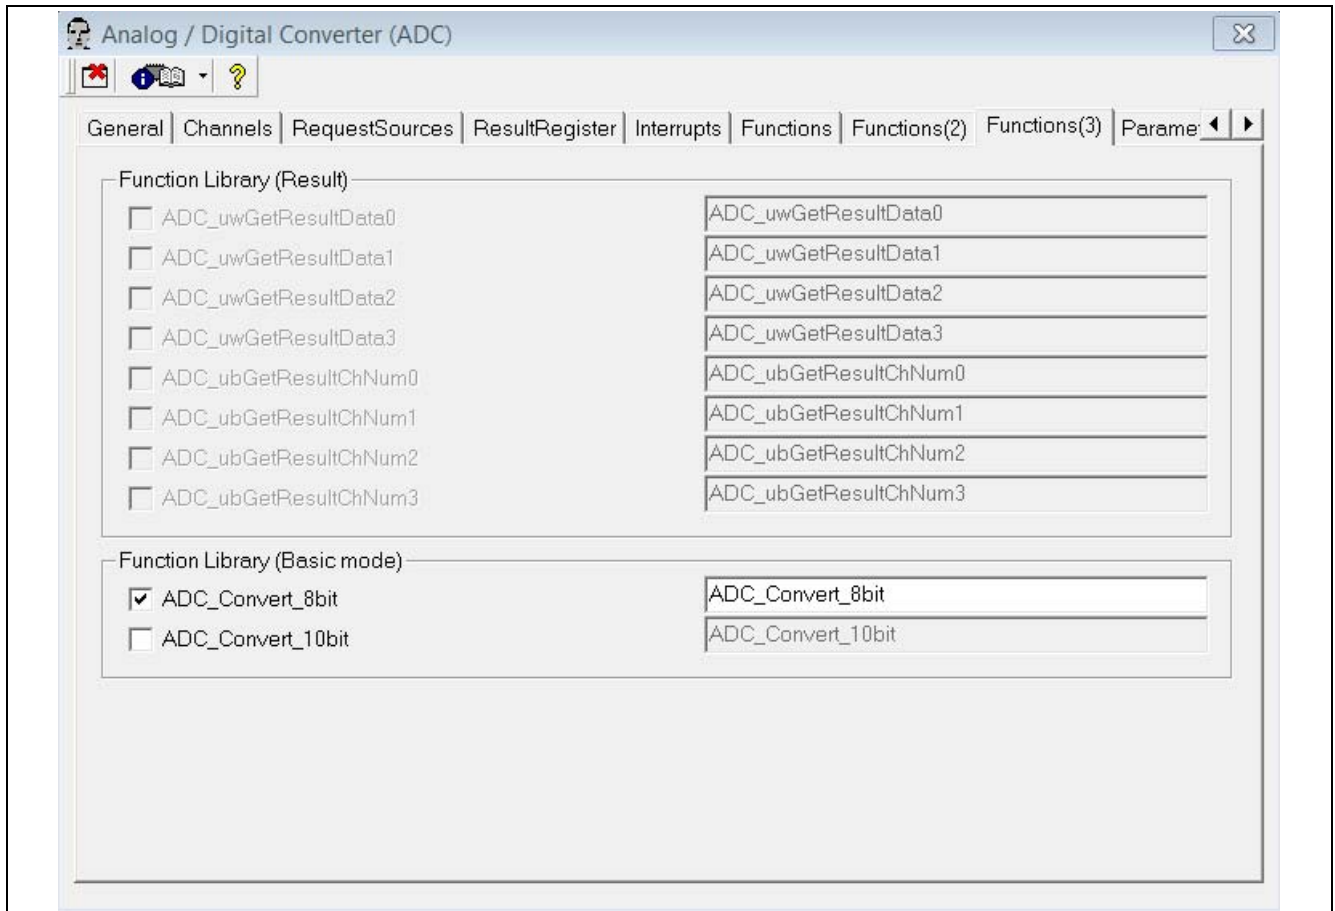 Analog / Digital Converter (ADC)
General Channels RequestSources ResultRegister Interrupts Functions Functions(2) Functions(3) Parame
Function Library (Result)
ADC_uwGetResultData0 ADC_uwGetResultData0
ADC_uwGetResultData1 ADC_uwGetResultData1
ADC_uwGetResultData2 ADC_uwGetResultData2
ADC_uwGetResultData3 ADC_uwGetResultData3
ADC_ubGetResultChNum0 ADC_ubGetResultChNum0
ADC_ubGetResultChNum1 ADC_ubGetResultChNum1
ADC_ubGetResultChNum2 ADC_ubGetResultChNum2
ADC_ubGetResultChNum3 ADC_ubGetResultChNum3
Function Library (Basic mode)
ADC_Convert_8bit ADC_Convert_8bit
ADC_Convert_10bit ADC_Convert_10bit